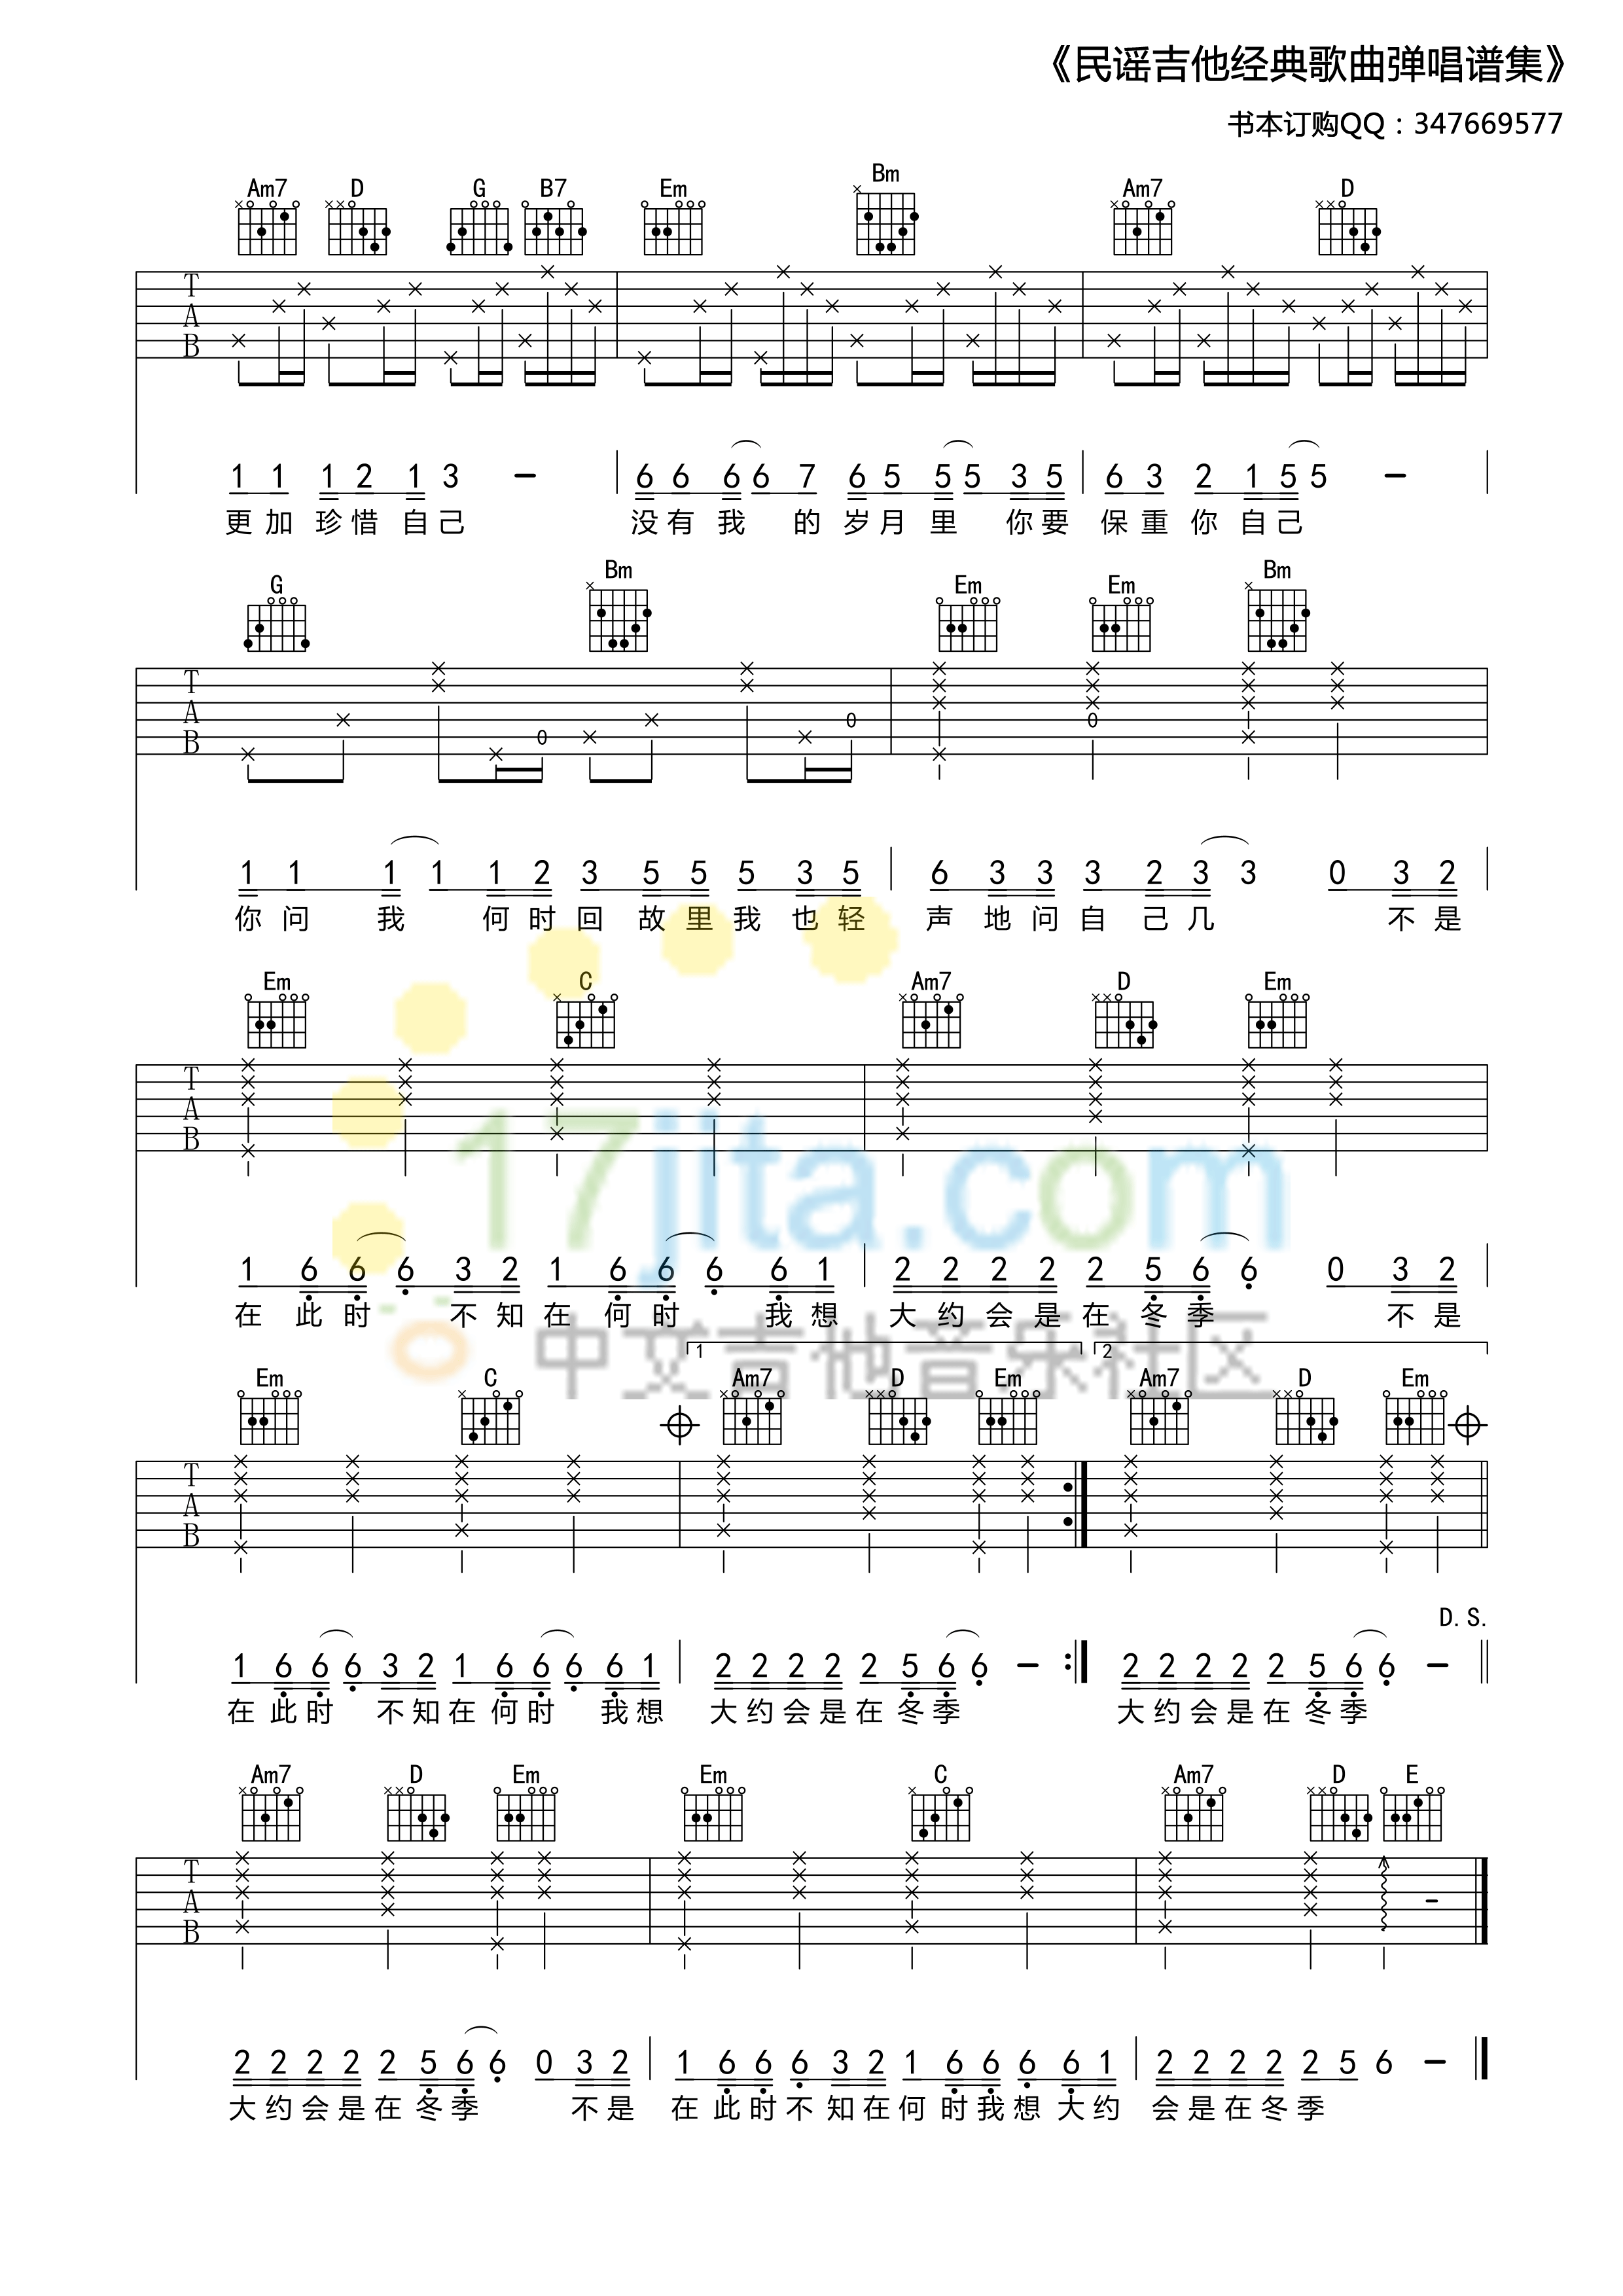 《民谣吉他经典歌曲弹唱谱集》
书本订购QQ：347669577
Am7 D G B7 Em Bm Am7 D
T A B
1 1 1 2 1 3 - 6 6 6 6 7 6 5 5 5 3 5 6 3 2 1 5 5 -
更加珍惜自己 没有我的岁月里你要保重你自己
G Bm Em Em Bm
T A B
0 0 0
1 1 1 1 1 2 3 5 5 5 3 5 6 3 3 3 2 3 3 0 3 2
你问我何时回故里我也轻声地问自己几 不是
Em C Am7 D Em
T A B
1 6 6 6 3 2 1 6 6 6 6 1 2 2 2 2 2 5 6 6 0 3 2
在此时不知在何时我想大约会是在冬季 不是
17jita.com
中文吉他音乐社区
1 2
Em C Am7 D Em Am7 D Em
T A B
D.S.
1 6 6 6 3 2 1 6 6 6 6 1 2 2 2 2 2 5 6 6 - 2 2 2 2 2 5 6 6 -
在此时不知在何时我想大约会是在冬季 大约会是在冬季
Am7 D Em Em C Am7 D E
T A B
2 2 2 2 2 5 6 6 0 3 2 1 6 6 6 3 2 1 6 6 6 6 1 2 2 2 2 2 5 6 -
大约会是在冬季 不是在此时不知在何时我想大约会是在冬季